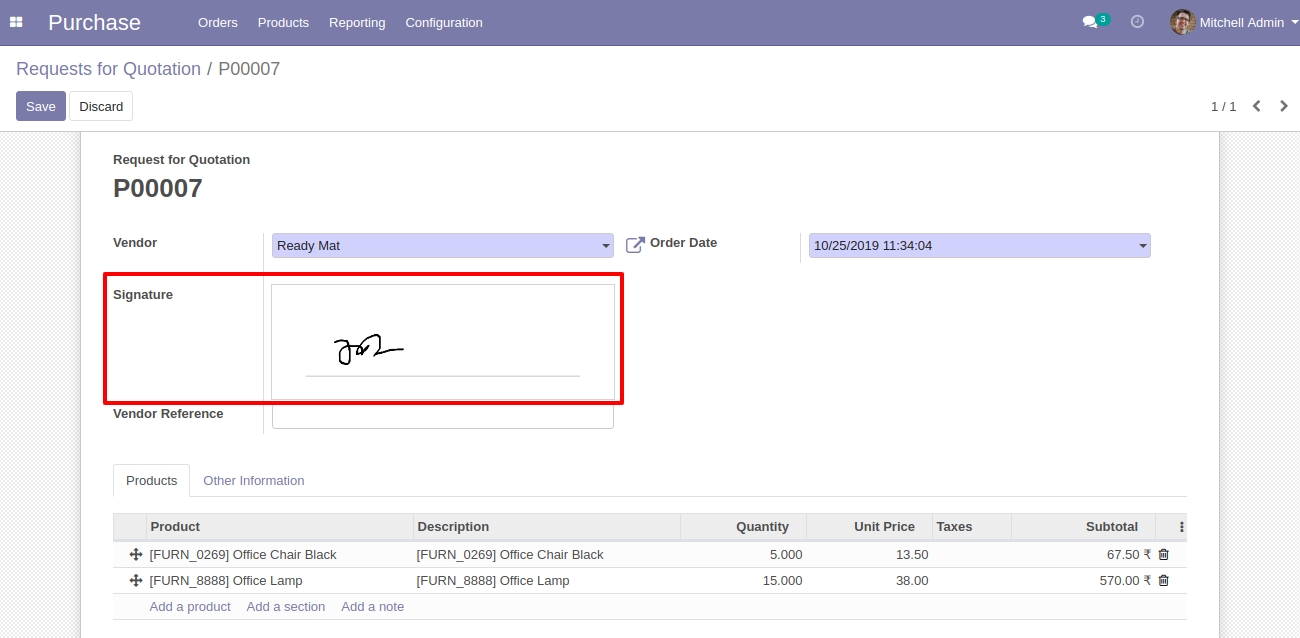 Purchase Orders Products Reporting Configuration 3 Mitchell Admin
Requests for Quotation / P00007
Save Discard 1 / 1
Request for Quotation
P00007
Vendor Ready Mat Order Date 10/25/2019 11:34:04
Signature
Vendor Reference
Products Other Information
Product Description Quantity Unit Price Taxes Subtotal
[FURN_0269] Office Chair Black [FURN_0269] Office Chair Black 5.000 13.50 67.50 ₹
[FURN_8888] Office Lamp [FURN_8888] Office Lamp 15.000 38.00 570.00 ₹
Add a product Add a section Add a note